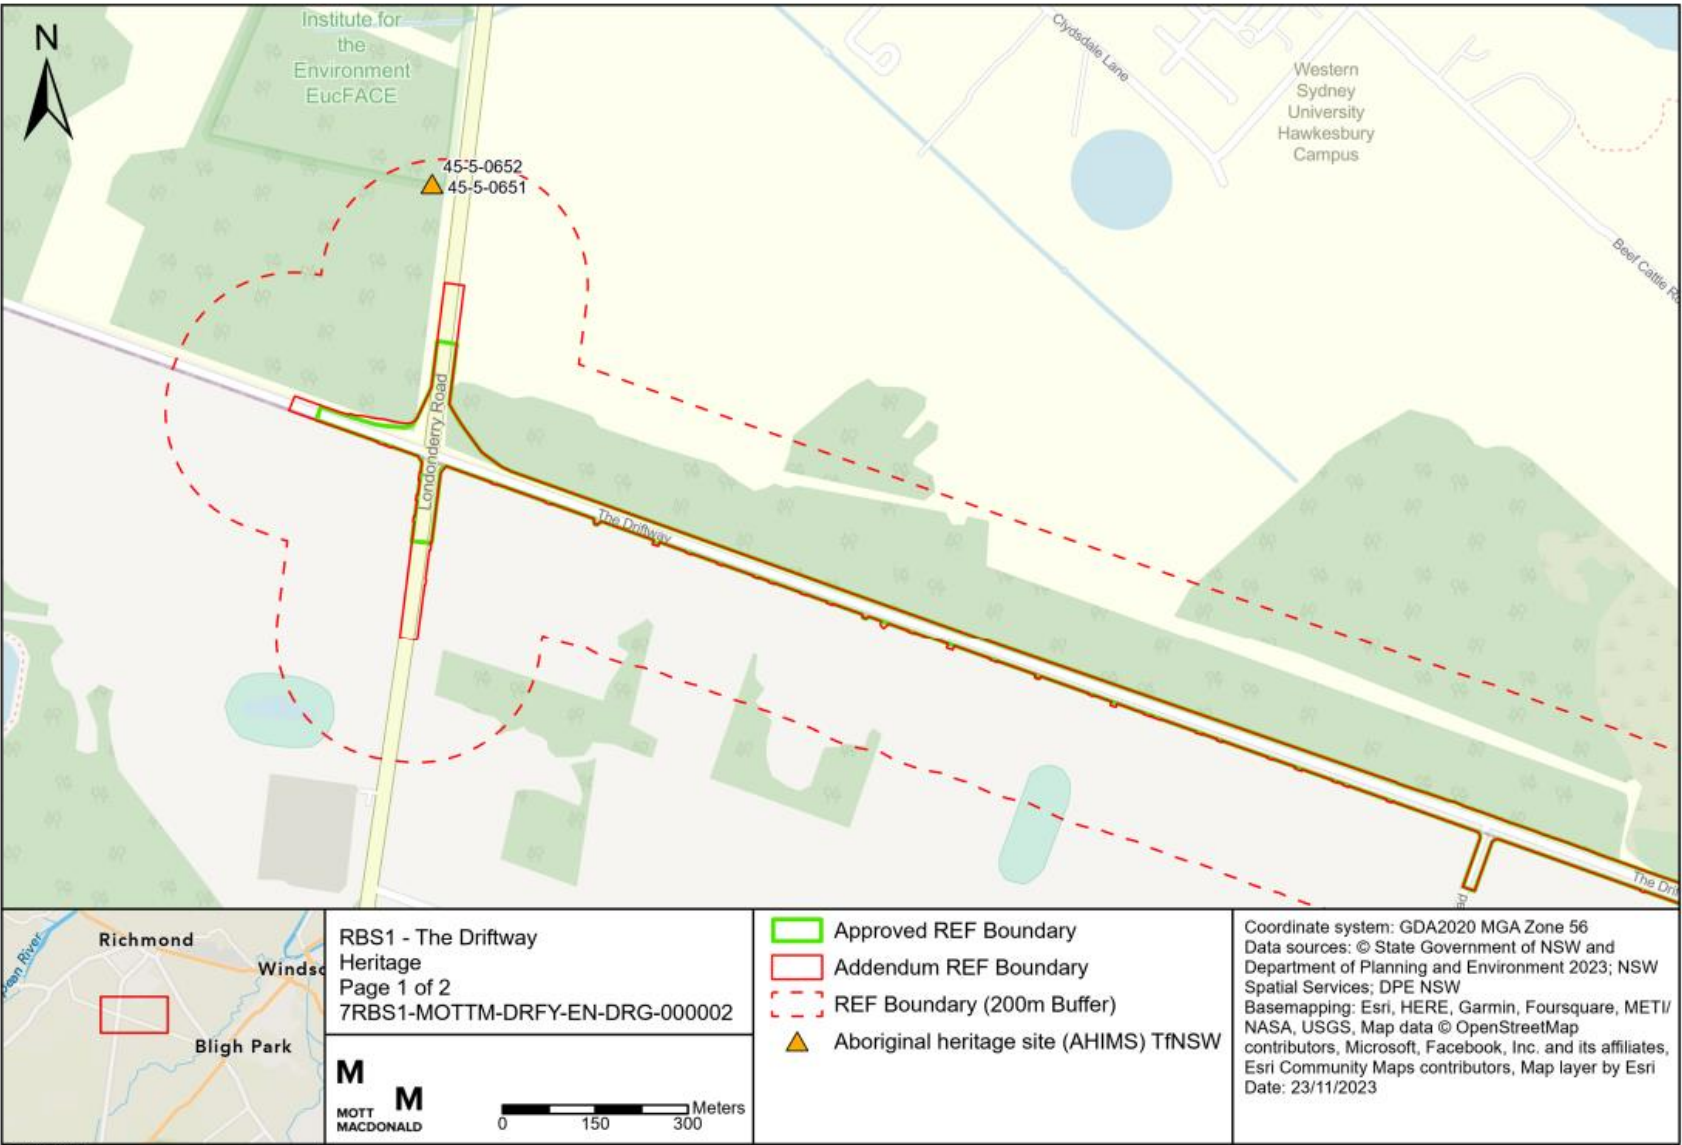 N
Institute for
the
Environment
EucFACE
45-5-0652
45-5-0651
Clydsdale Lane
Western
Sydney
University
Hawkesbury
Campus
Beef Cattle R
Londonderry Road
The Driftway
The Drif
ad
Richmond
Windso
pean River
Bligh Park
RBS1 - The Driftway
Heritage
Page 1 of 2
7RBS1-MOTTM-DRFY-EN-DRG-000002
M
M
MOTT
MACDONALD
Meters
0 150 300
Approved REF Boundary
Addendum REF Boundary
REF Boundary (200m Buffer)
Aboriginal heritage site (AHIMS) TfNSW
Coordinate system: GDA2020 MGA Zone 56
Data sources: © State Government of NSW and
Department of Planning and Environment 2023; NSW
Spatial Services; DPE NSW
Basemapping: Esri, HERE, Garmin, Foursquare, METI/
NASA, USGS, Map data © OpenStreetMap
contributors, Microsoft, Facebook, Inc. and its affiliates,
Esri Community Maps contributors, Map layer by Esri
Date: 23/11/2023